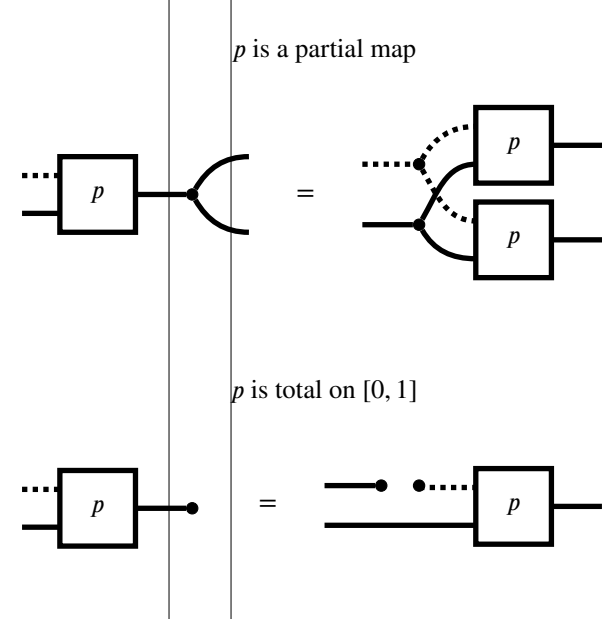 p is a partial map
p = p
p
p is total on [0, 1]
p = p